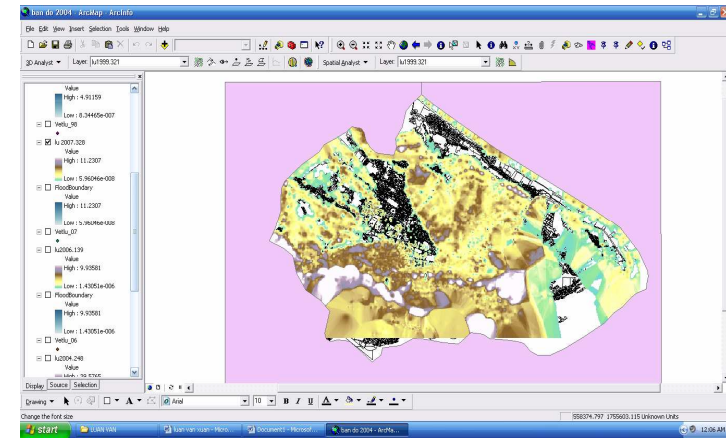 ban do 2004 - ArcMap - ArcInfo
File Edit View Insert Selection Tools Window Help
3D Analyst Layer: lu1999.321 Spatial Analyst Layer: lu1999.321
Value
High : 4.91159
Low : 8.34465e-007
Vetlu_98
lu 2007.328
Value
High : 11.2307
Low : 5.96046e-008
FloodBoundary
High : 11.2307
Low : 5.96046e-008
Vetlu_07
lu2006.139
Value
High : 9.93581
Low : 1.43051e-006
FloodBoundary
High : 9.93581
Low : 1.43051e-006
Vetlu_06
lu2004.248
Value
High : 39.5765
Display Source Selection
Drawing A Arial 10 B I U A
Change the font size 558374.797 1755603.115 Unknown Units
start LUAN VAN luan van xuan - Micro... Document1 - Microsof... ban do 2004 - ArcMa... 12:06 AM